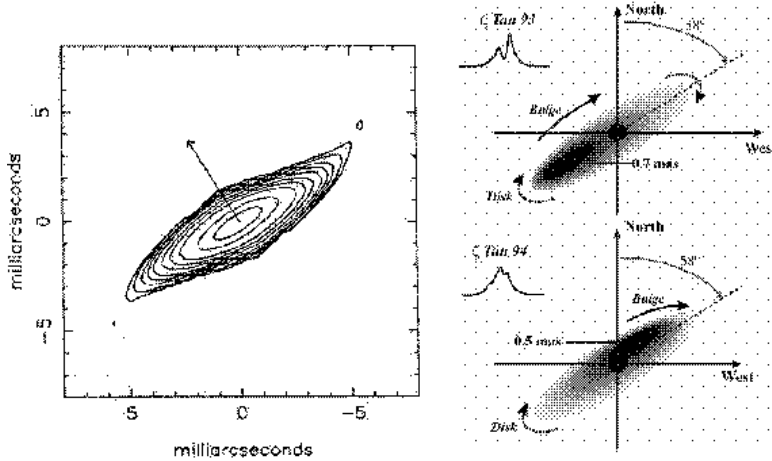 milliarcseconds
5
0
-5
5
0
-5
milliarcseconds
North
ζ Tau 93
58°
Bulge
West
0.7 mas
Disk
North
ζ Tau 94
58°
Bulge
0.5 mas
West
Disk